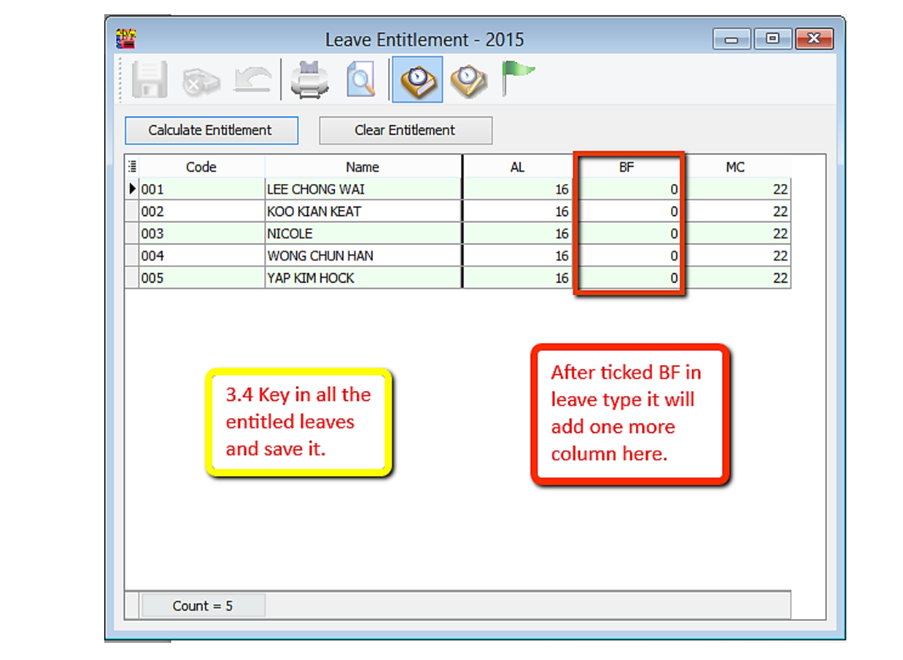 Leave Entitlement - 2015
Calculate Entitlement Clear Entitlement
Code Name AL BF MC
001 LEE CHONG WAI 16 0 22
002 KOO KIAN KEAT 16 0 22
003 NICOLE 16 0 22
004 WONG CHUN HAN 16 0 22
005 YAP KIM HOCK 16 0 22
3.4 Key in all the
entitled leaves
and save it.
After ticked BF in
leave type it will
add one more
column here.
Count = 5